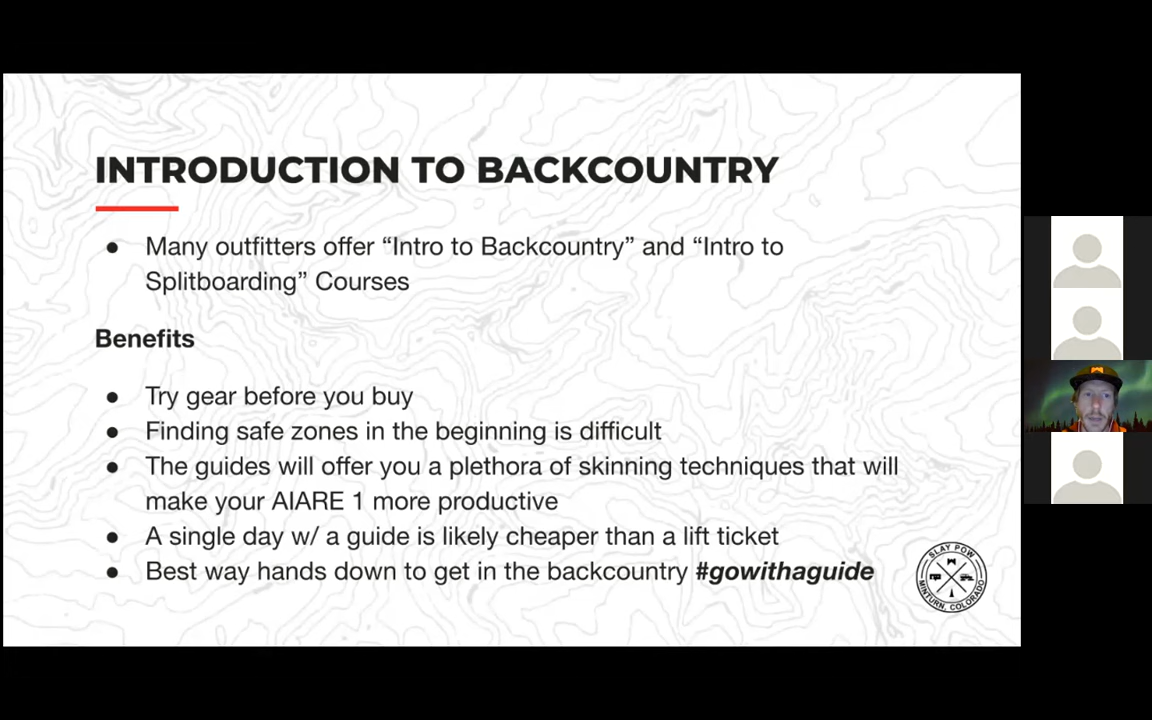 INTRODUCTION TO BACKCOUNTRY
● Many outfitters offer “Intro to Backcountry” and “Intro to
Splitboarding” Courses
Benefits
● Try gear before you buy
● Finding safe zones in the beginning is difficult
● The guides will offer you a plethora of skinning techniques that will
make your AIARE 1 more productive
● A single day w/ a guide is likely cheaper than a lift ticket
● Best way hands down to get in the backcountry #gowithaguide
SLAY POW
MINTURN, COLORADO